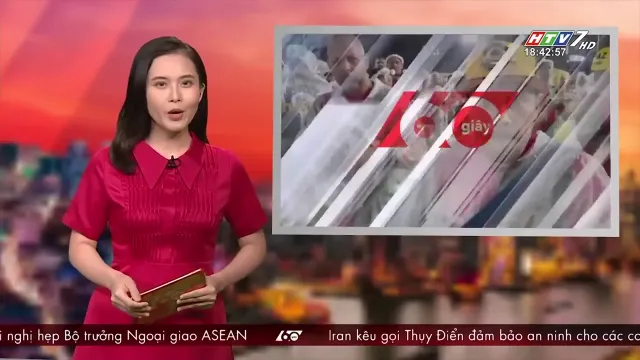 HTV7 HD
18:42:57
60 giây
i nghị hẹp Bộ trưởng Ngoại giao ASEAN 60 Iran kêu gọi Thụy Điển đảm bảo an ninh cho các c